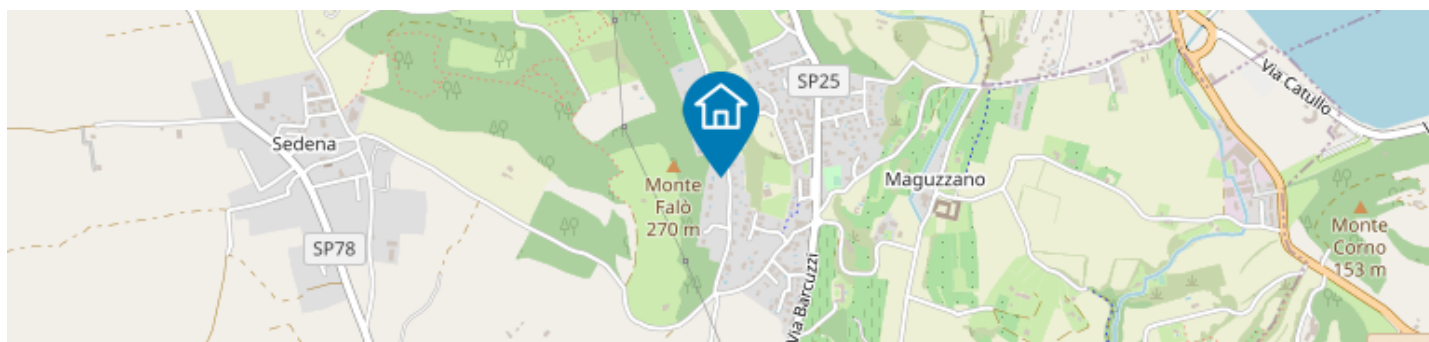 Sedena
SP78
Monte
Falò
270 m
SP25
Via Barcuzzi
Maguzzano
Via Catullo
Monte
Corno
153 m